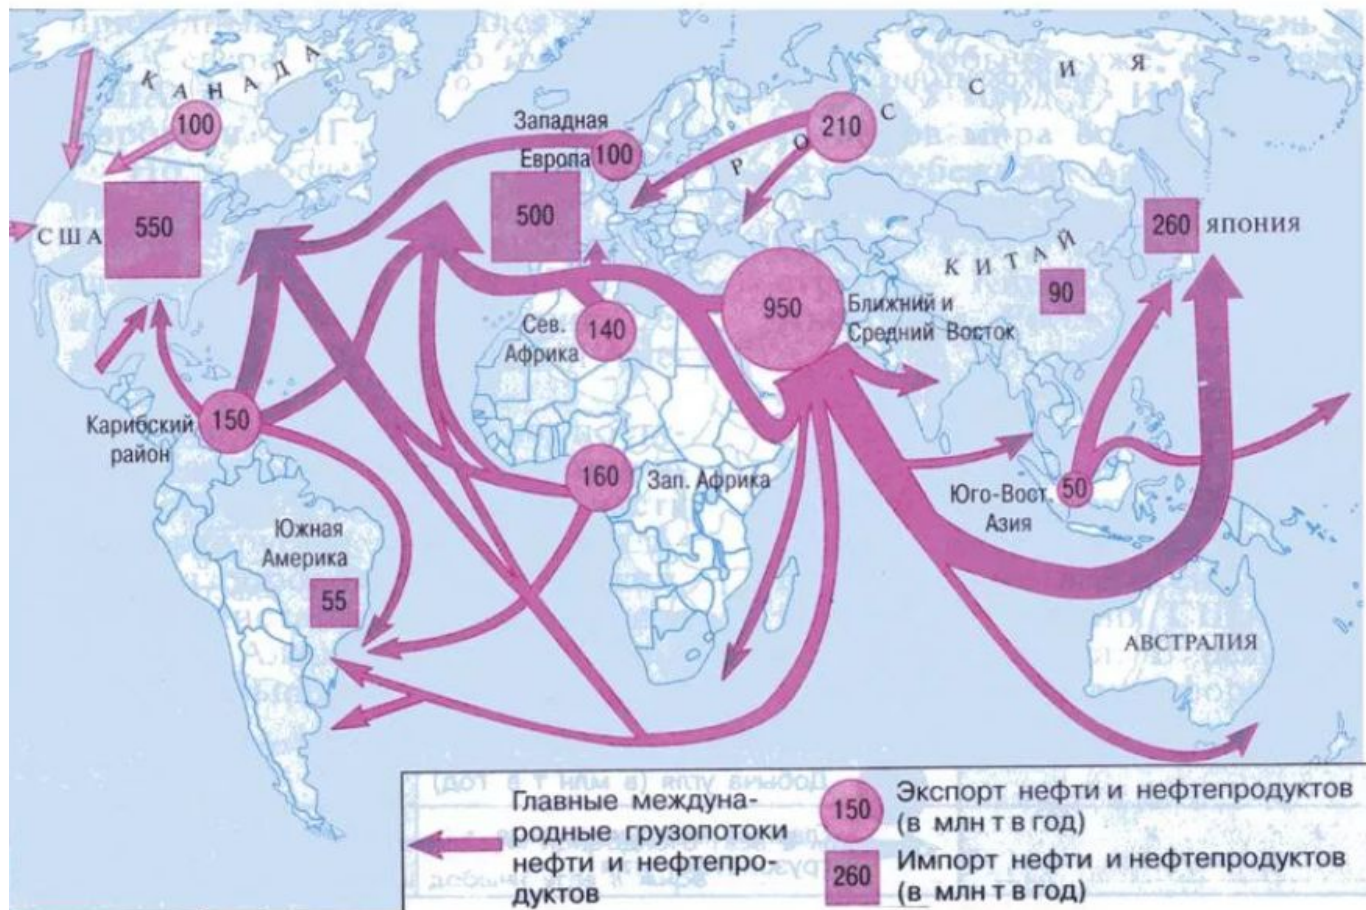 КАНАДА
100
США
550
Западная
Европа
100
500
РОССИЯ
210
260
ЯПОНИЯ
КИТАЙ
90
950
Ближний и
Средний Восток
Сев.
Африка
140
Карибский
район
150
160
Зап. Африка
Юго-Вост.
Азия
50
Южная
Америка
55
АВСТРАЛИЯ
Главные междуна-
родные грузопотоки
нефти и нефтепро-
дуктов
150
Экспорт нефти и нефтепродуктов
(в млн т в год)
260
Импорт нефти и нефтепродуктов
(в млн т в год)